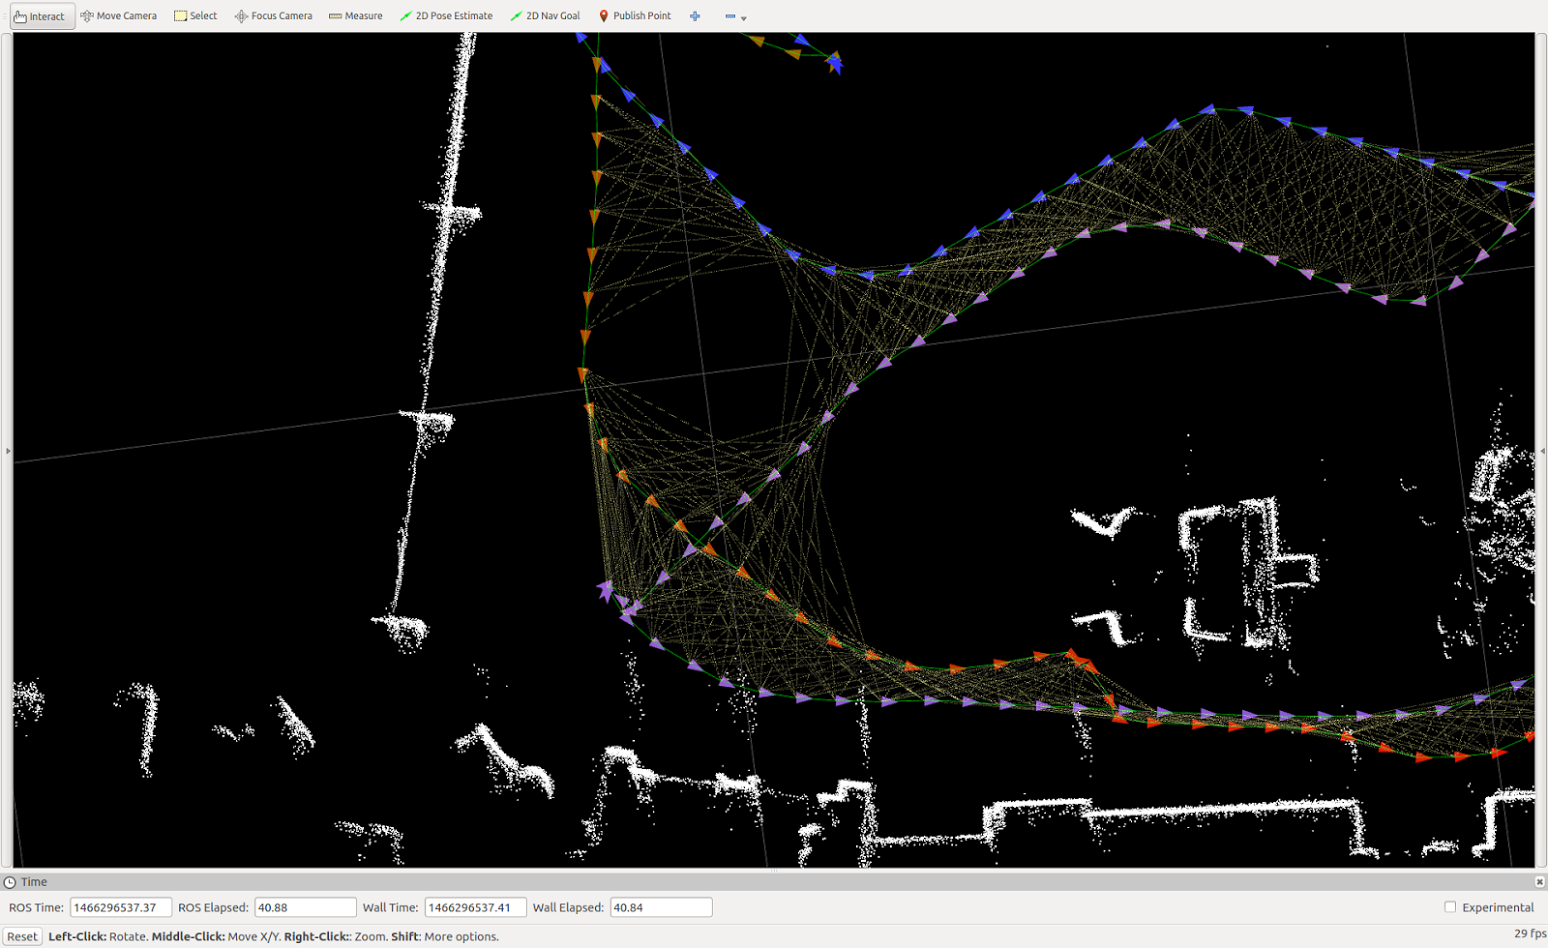 Interact Move Camera Select Focus Camera Measure 2D Pose Estimate 2D Nav Goal Publish Point
Time
ROS Time: 1466296537.37 ROS Elapsed: 40.88 Wall Time: 1466296537.41 Wall Elapsed: 40.84 Experimental
Reset Left-Click: Rotate. Middle-Click: Move X/Y. Right-Click:: Zoom. Shift: More options. 29 fps